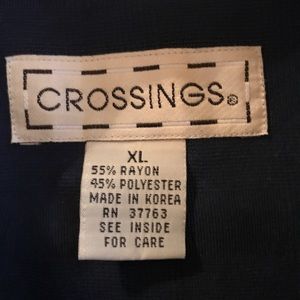 CROSSINGS®
XL
55% RAYON
45% POLYESTER
MADE IN KOREA
RN 37763
SEE INSIDE
FOR CARE